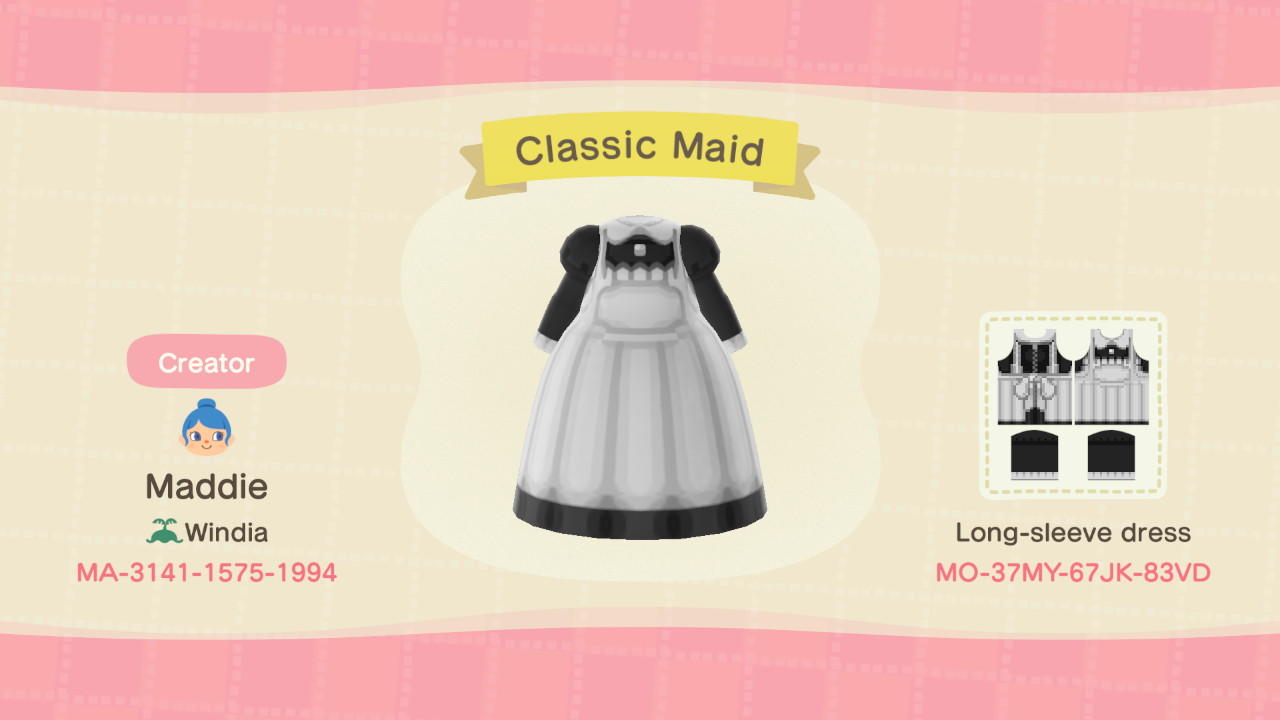 Classic Maid
Creator
Maddie
Windia
MA-3141-1575-1994
Long-sleeve dress
MO-37MY-67JK-83VD